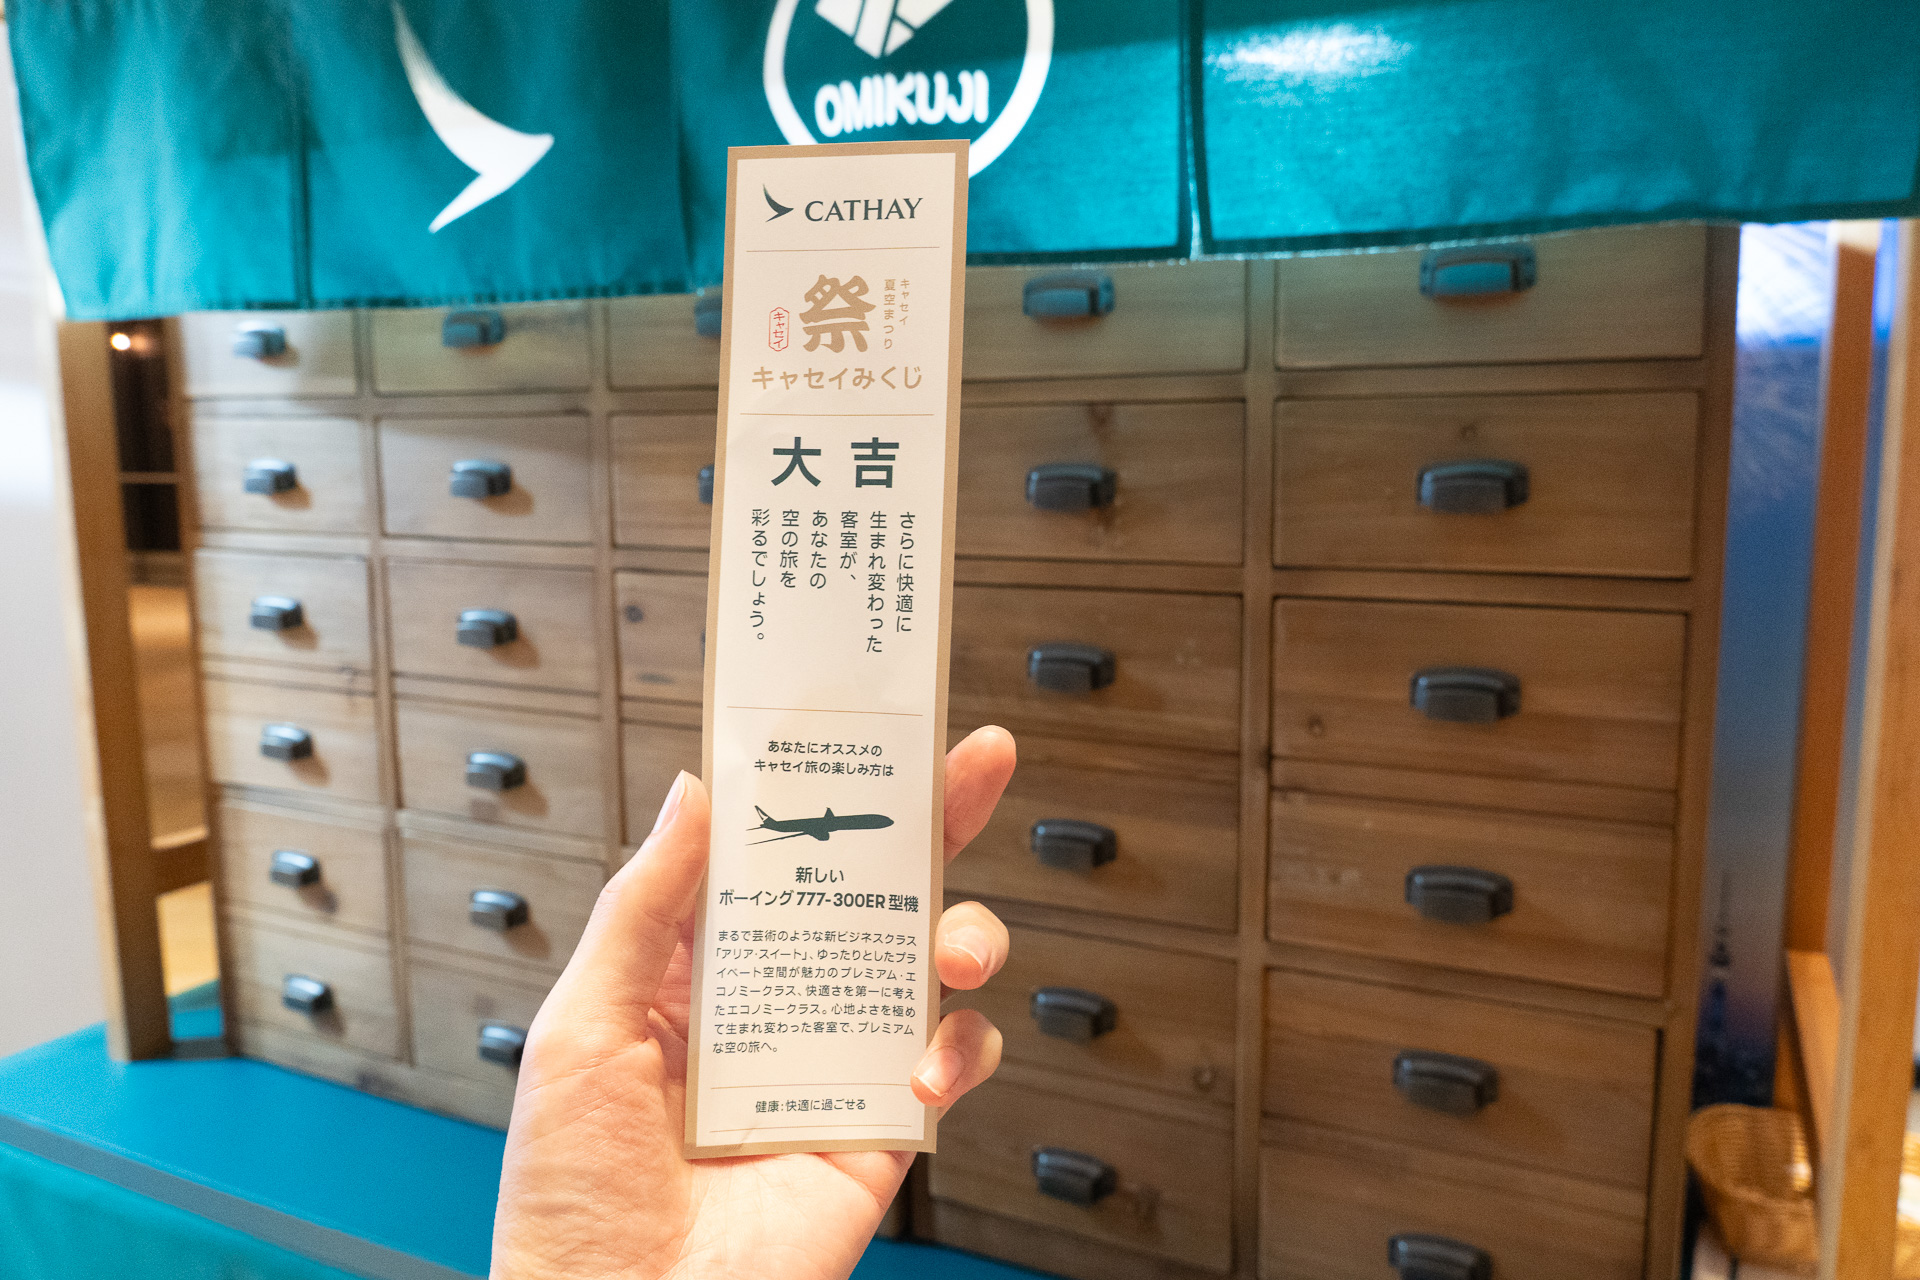 OMIKUJI
CATHAY
キャセイ
夏空まつり
祭
キャセイ
キャセイみくじ
大吉
さらに快適に
生まれ変わった
客室が、
あなたの
空の旅を
彩るでしょう。
あなたにオススメの
キャセイ旅の楽しみ方は
新しい
ボーイング777-300ER型機
まるで芸術のような新ビジネスクラス
「アリア・スイート」、ゆったりとしたプラ
イベート空間が魅力のプレミアム・エ
コノミークラス、快適さを第一に考え
たエコノミークラス。心地よさを極め
て生まれ変わった客室で、プレミアム
な空の旅へ。
健康:快適に過ごせる